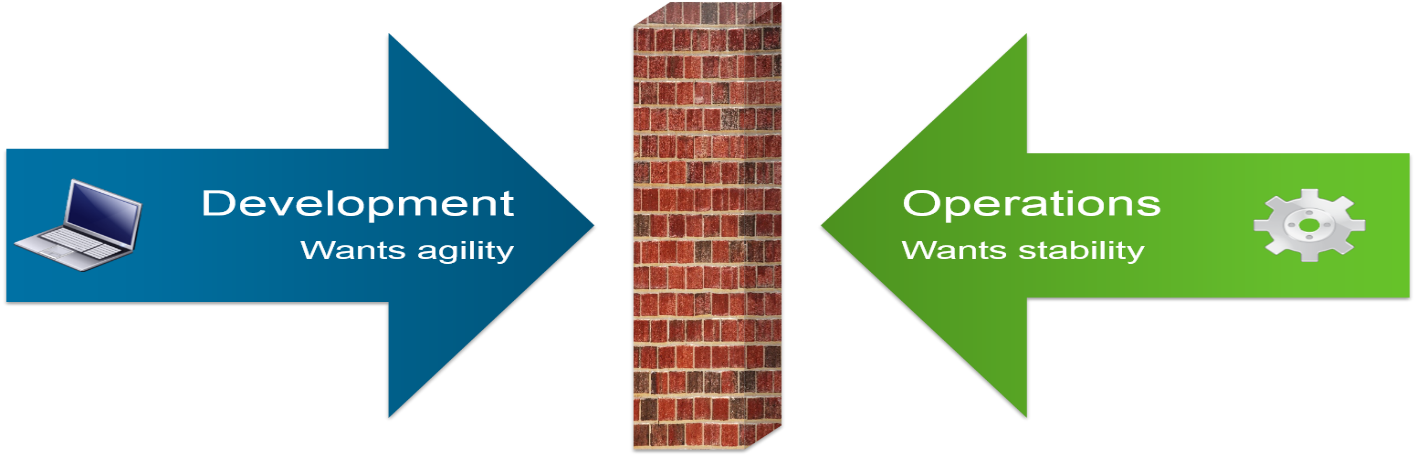 Development
Wants agility
Operations
Wants stability